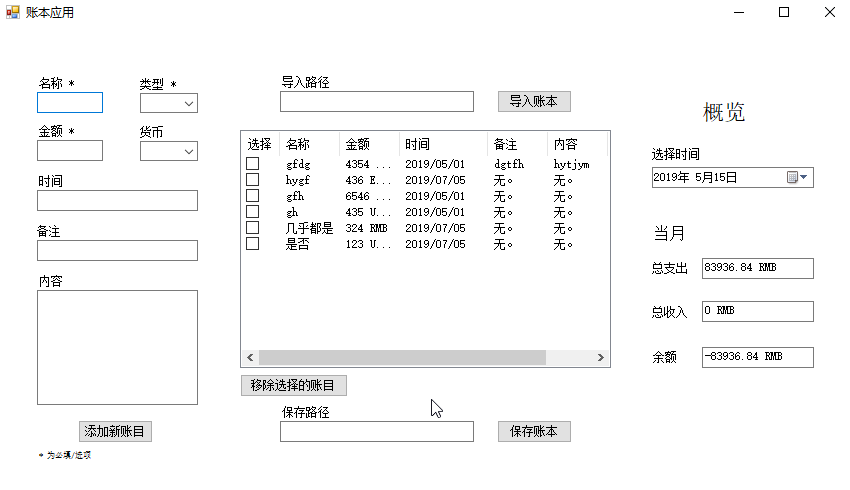 账本应用
名称 *
类型 *
金额 *
货币
时间
备注
内容
添加新账目
* 为必填/选项
导入路径
导入账本
选择 名称 金额 时间 备注 内容
gfdg 4354 ... 2019/05/01 dgtfh hytjym
hygf 436 E... 2019/07/05 无。 无。
gfh 6546 ... 2019/05/01 无。 无。
gh 435 U... 2019/05/01 无。 无。
几乎都是 324 RMB 2019/07/05 无。 无。
是否 123 U... 2019/07/05 无。 无。
移除选择的账目
保存路径
保存账本
概览
选择时间
2019年 5月15日
当月
总支出 83936.84 RMB
总收入 0 RMB
余额 -83936.84 RMB